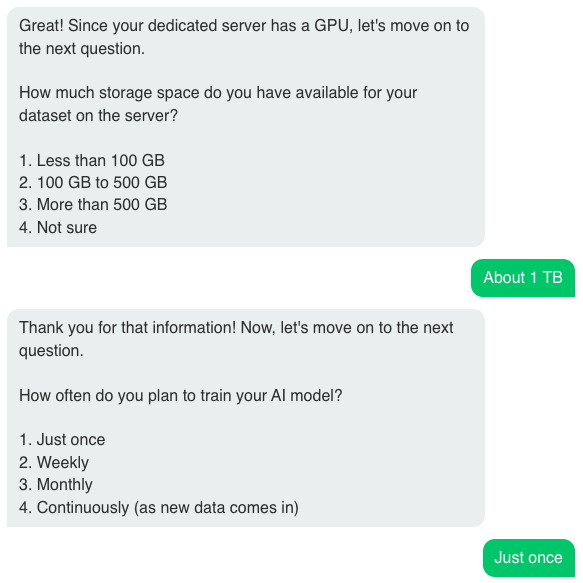 Great! Since your dedicated server has a GPU, let's move on to
the next question.
How much storage space do you have available for your
dataset on the server?
1. Less than 100 GB
2. 100 GB to 500 GB
3. More than 500 GB
4. Not sure
About 1 TB
Thank you for that information! Now, let's move on to the next
question.
How often do you plan to train your AI model?
1. Just once
2. Weekly
3. Monthly
4. Continuously (as new data comes in)
Just once